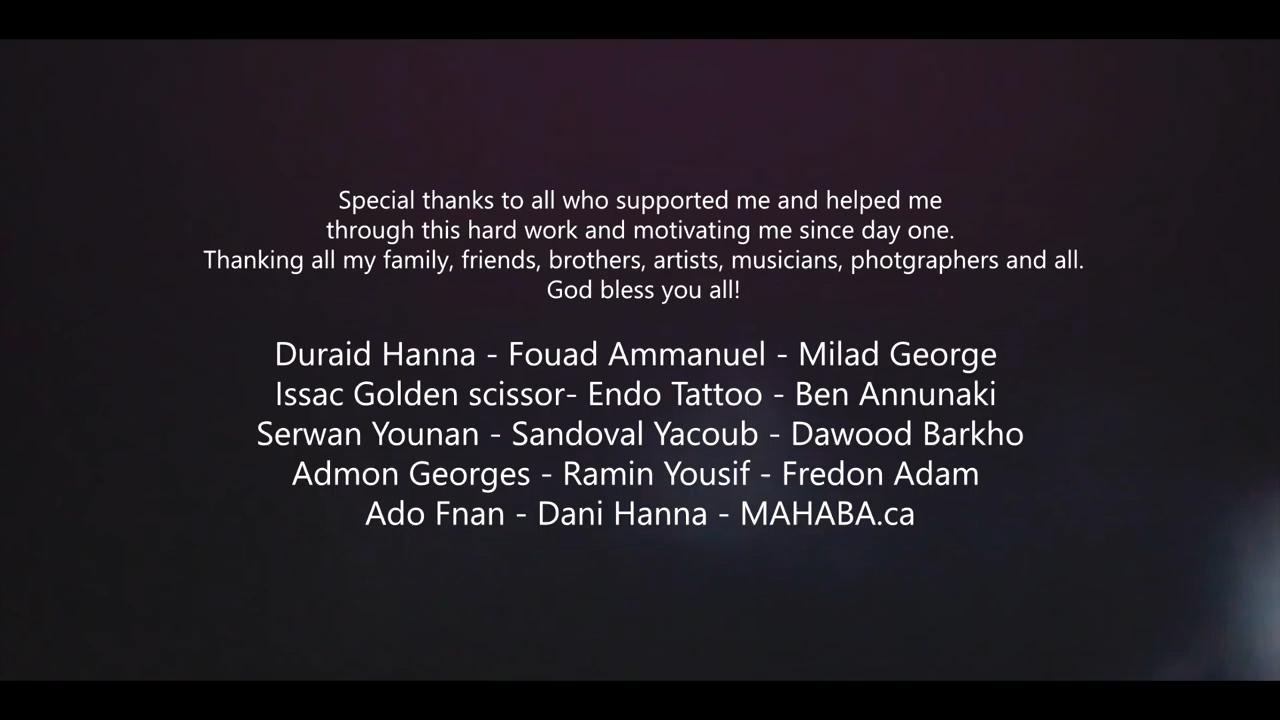 Special thanks to all who supported me and helped me
through this hard work and motivating me since day one.
Thanking all my family, friends, brothers, artists, musicians, photgraphers and all.
God bless you all!
Duraid Hanna - Fouad Ammanuel - Milad George
Issac Golden scissor- Endo Tattoo - Ben Annunaki
Serwan Younan - Sandoval Yacoub - Dawood Barkho
Admon Georges - Ramin Yousif - Fredon Adam
Ado Fnan - Dani Hanna - MAHABA.ca